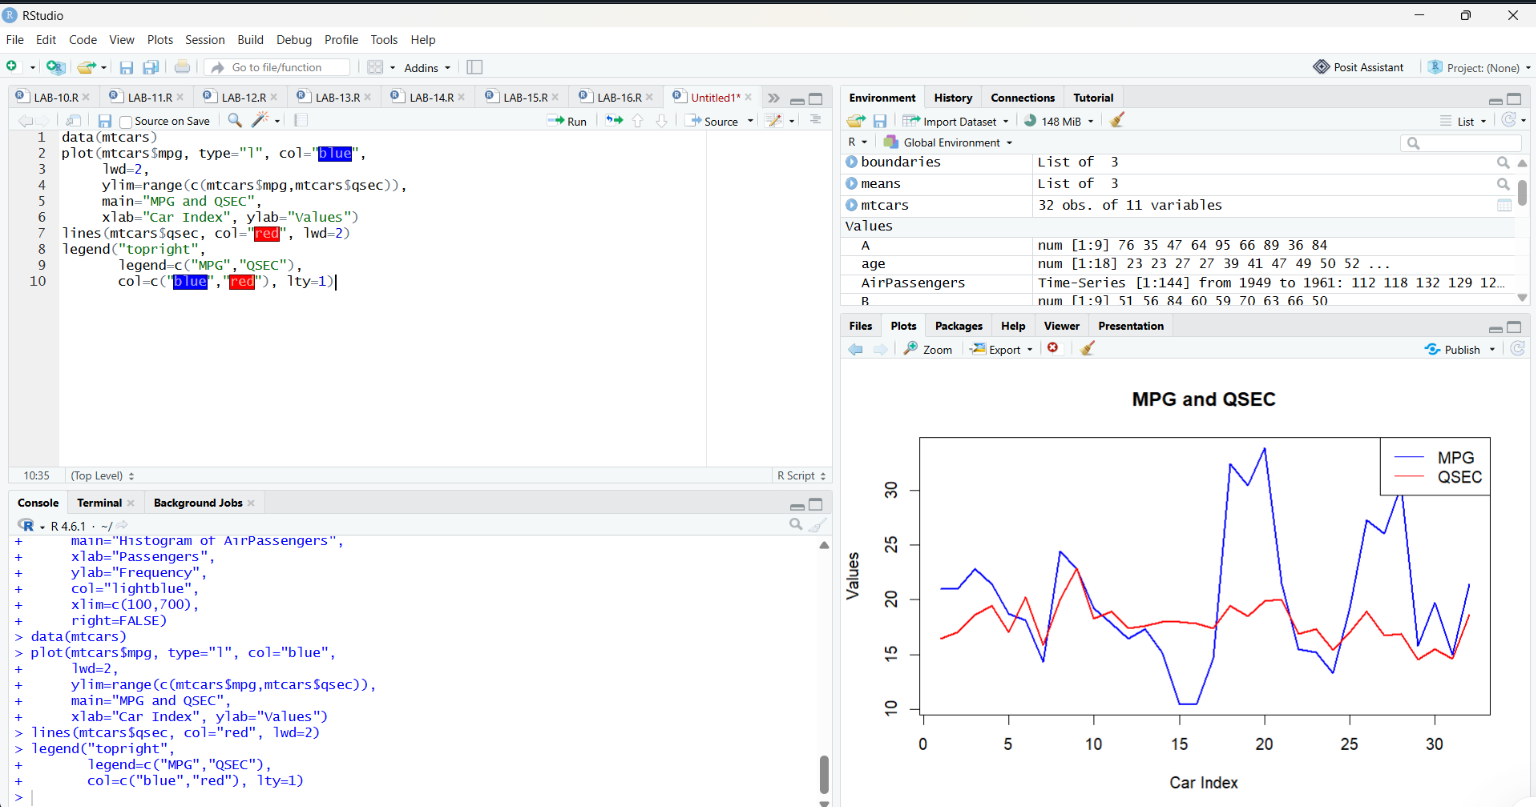 RStudio
File Edit Code View Plots Session Build Debug Profile Tools Help
Go to file/function Addins Posit Assistant Project: (None)
LAB-10.R LAB-11.R LAB-12.R LAB-13.R LAB-14.R LAB-15.R LAB-16.R Untitled1*
Source on Save Run Source
1 data(mtcars)
2 plot(mtcars$mpg, type="l", col="blue",
3 lwd=2,
4 ylim=range(c(mtcars$mpg,mtcars$qsec)),
5 main="MPG and QSEC",
6 xlab="Car Index", ylab="Values")
7 lines(mtcars$qsec, col="red", lwd=2)
8 legend("topright",
9 legend=c("MPG","QSEC"),
10 col=c("blue","red"), lty=1)
10:35 (Top Level) R Script
Console Terminal Background Jobs
R 4.6.1 · ~/
+ main="Histogram of AirPassengers",
+ xlab="Passengers",
+ ylab="Frequency",
+ col="lightblue",
+ xlim=c(100,700),
+ right=FALSE)
> data(mtcars)
> plot(mtcars$mpg, type="l", col="blue",
+ lwd=2,
+ ylim=range(c(mtcars$mpg,mtcars$qsec)),
+ main="MPG and QSEC",
+ xlab="Car Index", ylab="Values")
> lines(mtcars$qsec, col="red", lwd=2)
> legend("topright",
+ legend=c("MPG","QSEC"),
+ col=c("blue","red"), lty=1)
>
Environment History Connections Tutorial
Import Dataset 148 MiB List
R Global Environment
boundaries List of 3
means List of 3
mtcars 32 obs. of 11 variables
Values
A num [1:9] 76 35 47 64 95 66 89 36 84
age num [1:18] 23 23 27 27 39 41 47 49 50 52 ...
AirPassengers Time-Series [1:144] from 1949 to 1961: 112 118 132 129 12...
B num [1:9] 51 56 84 60 59 70 63 66 50
Files Plots Packages Help Viewer Presentation
Zoom Export Publish
MPG and QSEC
MPG
QSEC
Values
30
25
20
15
10
0 5 10 15 20 25 30
Car Index